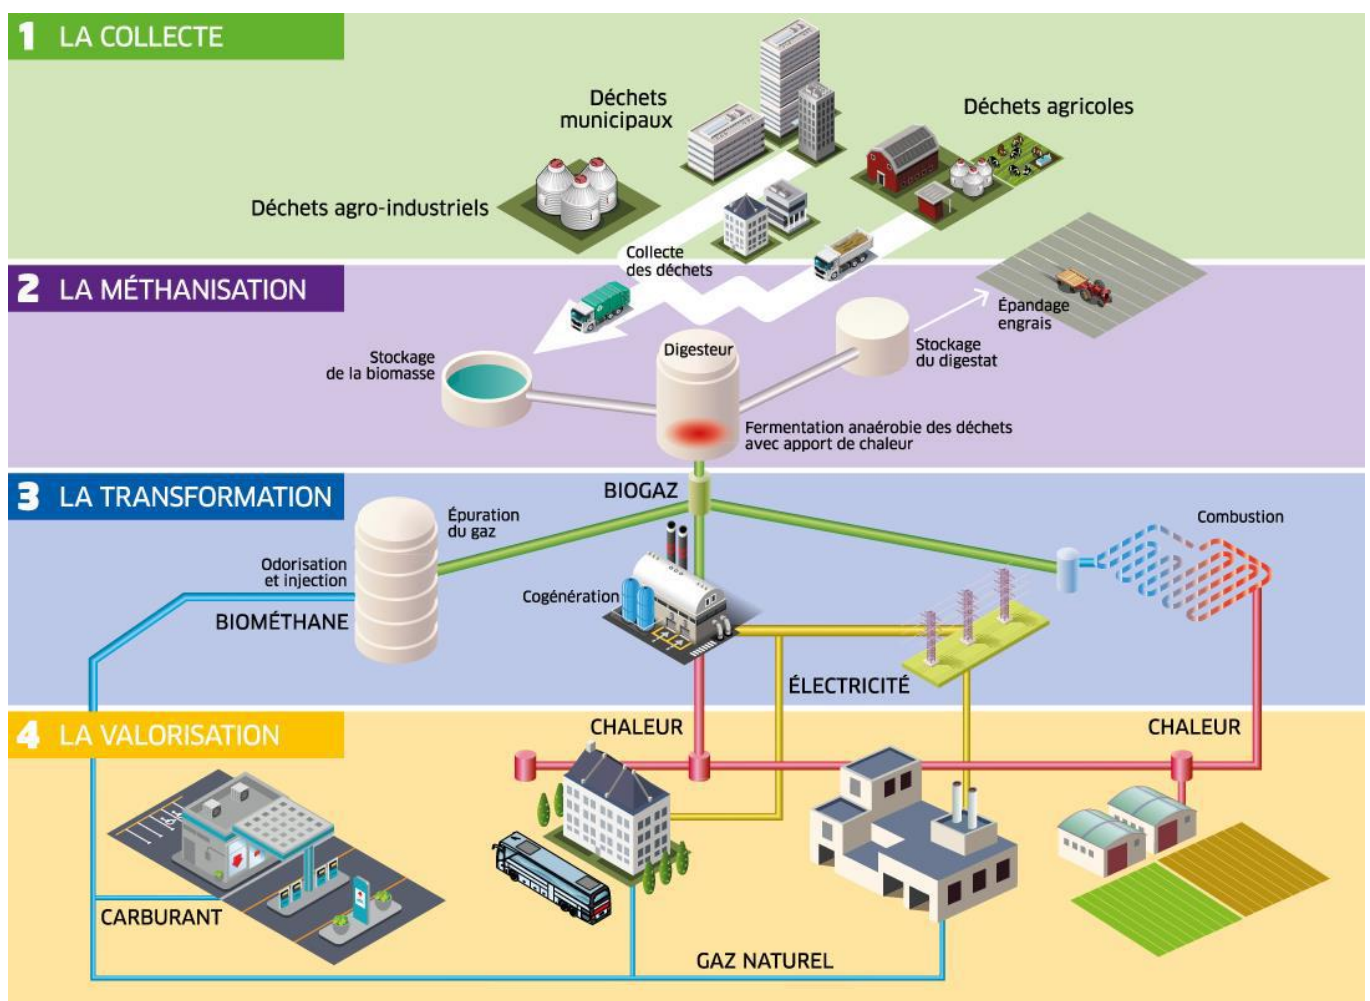 1 LA COLLECTE
Déchets
municipaux
Déchets agricoles
Déchets agro-industriels
Collecte
des déchets
2 LA MÉTHANISATION
Épandage
engrais
Digesteur
Stockage
du digestat
Stockage
de la biomasse
Fermentation anaérobie des déchets
avec apport de chaleur
3 LA TRANSFORMATION
BIOGAZ
Épuration
du gaz
Combustion
Odorisation
et injection
Cogénération
BIOMÉTHANE
ÉLECTRICITÉ
4 LA VALORISATION
CHALEUR
CHALEUR
CARBURANT
GAZ NATUREL